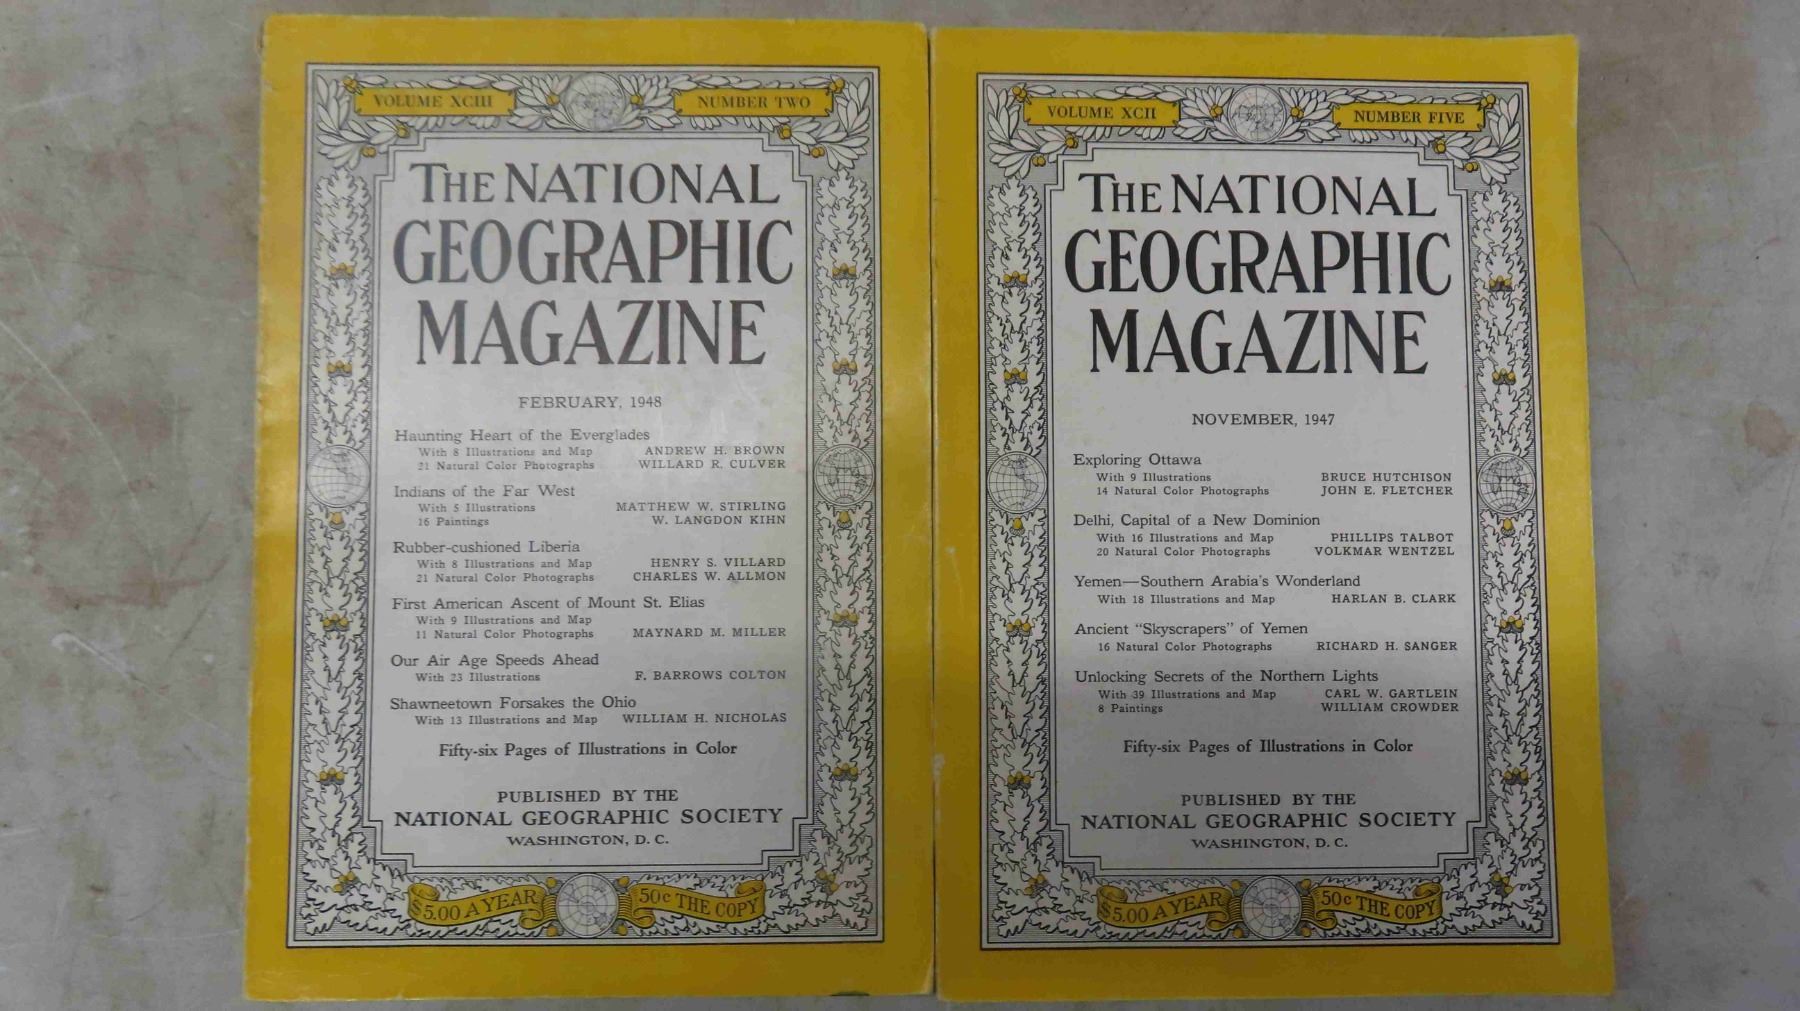 VOLUME XCIII NUMBER TWO
THE NATIONAL
GEOGRAPHIC
MAGAZINE
FEBRUARY, 1948
Haunting Heart of the Everglades
With 8 Illustrations and Map ANDREW H. BROWN
21 Natural Color Photographs WILLARD R. CULVER
Indians of the Far West
With 5 Illustrations MATTHEW W. STIRLING
16 Paintings W. LANGDON KIHN
Rubber-cushioned Liberia
With 8 Illustrations and Map HENRY S. VILLARD
21 Natural Color Photographs CHARLES W. ALLMON
First American Ascent of Mount St. Elias
With 9 Illustrations and Map
11 Natural Color Photographs MAYNARD M. MILLER
Our Air Age Speeds Ahead
With 23 Illustrations F. BARROWS COLTON
Shawneetown Forsakes the Ohio
With 13 Illustrations and Map WILLIAM H. NICHOLAS
Fifty-six Pages of Illustrations in Color
PUBLISHED BY THE
NATIONAL GEOGRAPHIC SOCIETY
WASHINGTON, D. C.
$5.00 A YEAR 50c THE COPY
VOLUME XCII NUMBER FIVE
THE NATIONAL
GEOGRAPHIC
MAGAZINE
NOVEMBER, 1947
Exploring Ottawa
With 9 Illustrations BRUCE HUTCHISON
14 Natural Color Photographs JOHN E. FLETCHER
Delhi, Capital of a New Dominion
With 16 Illustrations and Map PHILLIPS TALBOT
20 Natural Color Photographs VOLKMAR WENTZEL
Yemen—Southern Arabia's Wonderland
With 18 Illustrations and Map HARLAN B. CLARK
Ancient "Skyscrapers" of Yemen
16 Natural Color Photographs RICHARD H. SANGER
Unlocking Secrets of the Northern Lights
With 39 Illustrations and Map CARL W. GARTLEIN
8 Paintings WILLIAM CROWDER
Fifty-six Pages of Illustrations in Color
PUBLISHED BY THE
NATIONAL GEOGRAPHIC SOCIETY
WASHINGTON, D. C.
$5.00 A YEAR 50c THE COPY